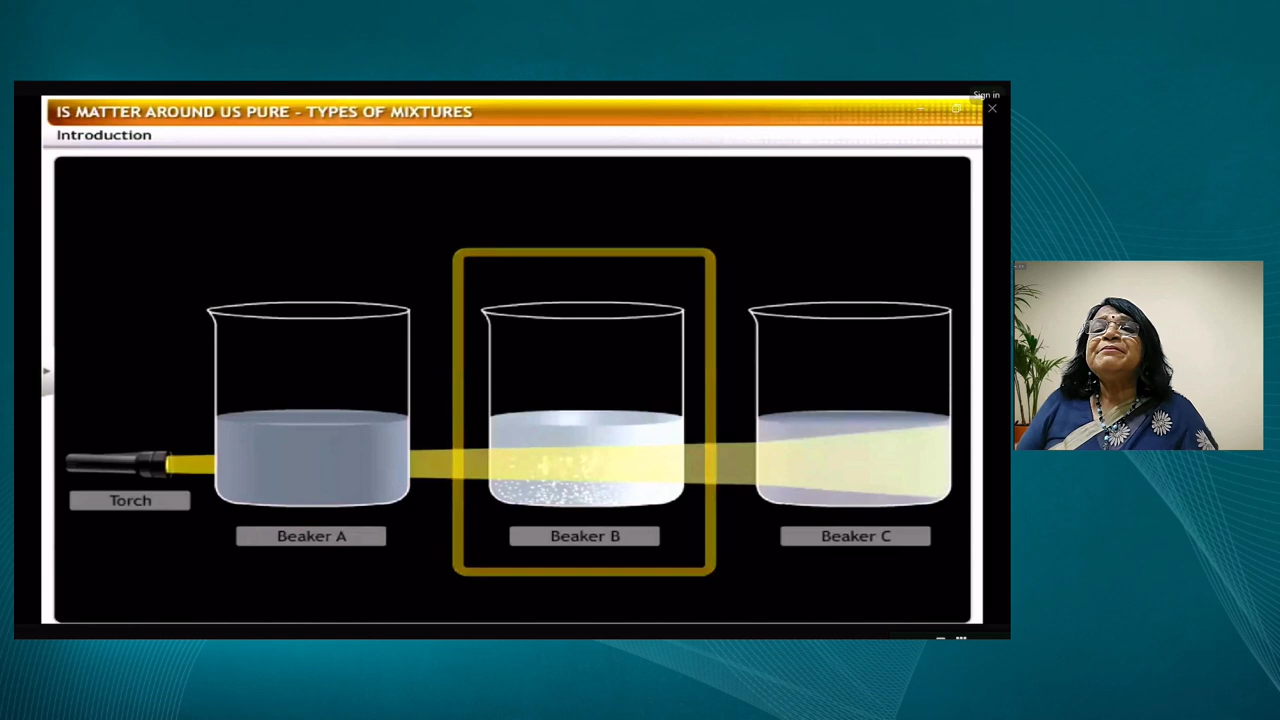 Sign in
IS MATTER AROUND US PURE - TYPES OF MIXTURES
Introduction
Torch
Beaker A
Beaker B
Beaker C